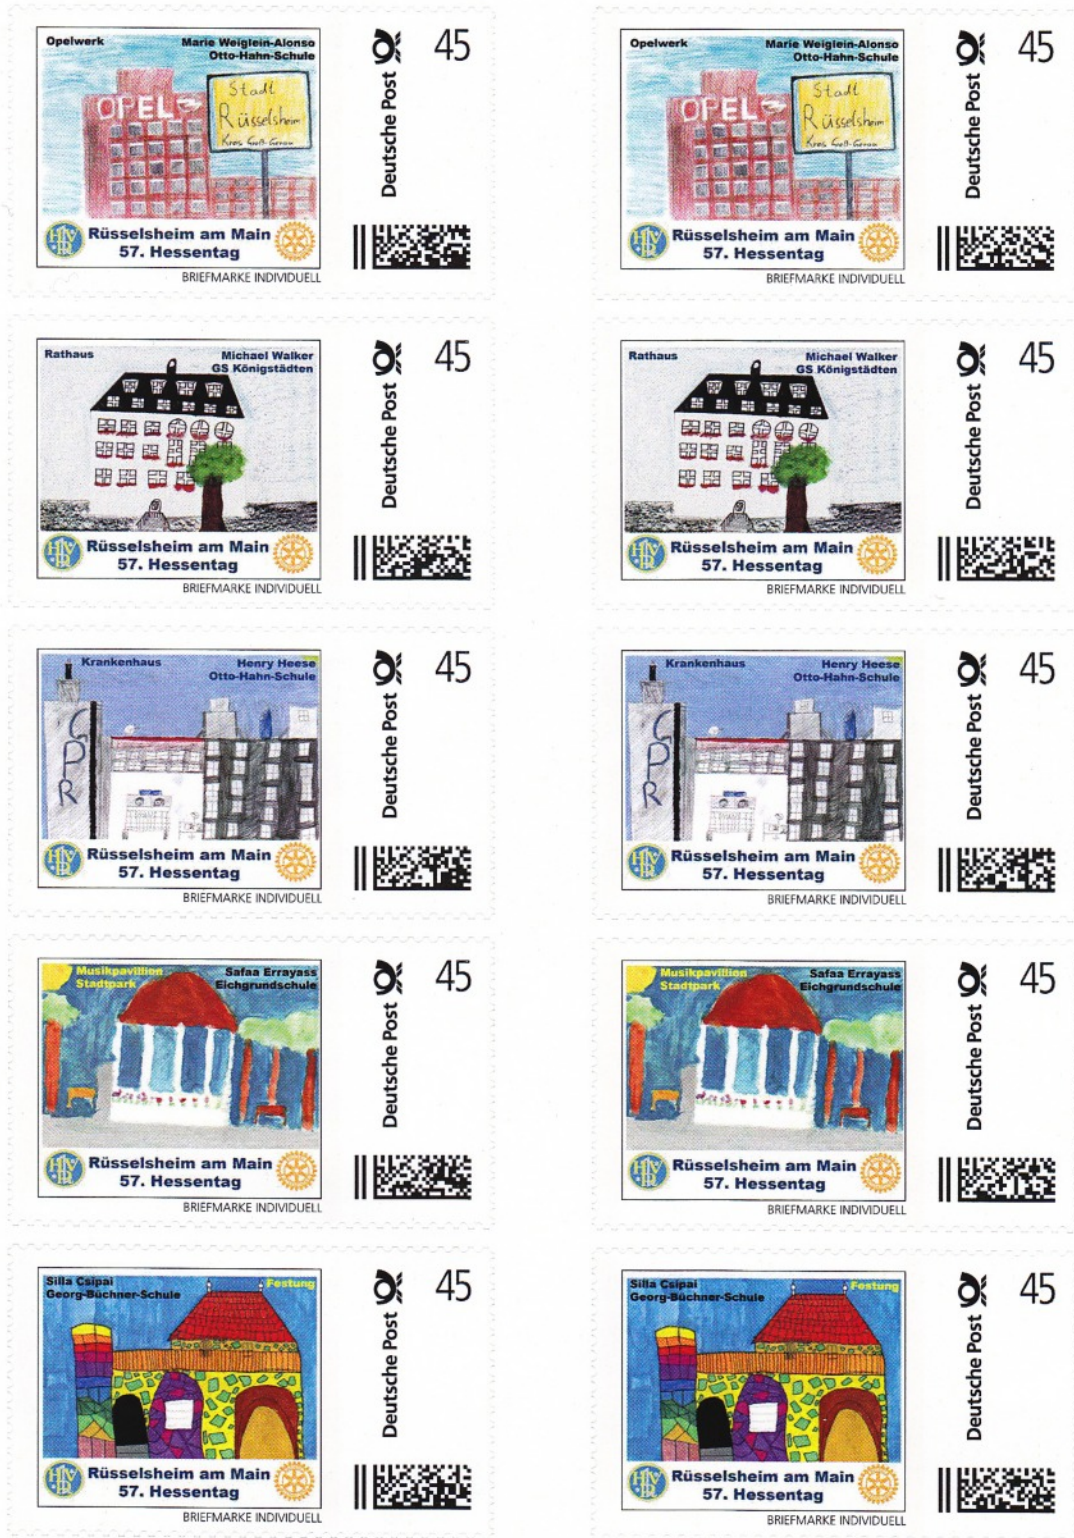 Opelwerk
Marie Weiglein-Alonso
Otto-Hahn-Schule
Stadt
OPEL
Rüsselsheim
Kreis Groß-Gerau
Rüsselsheim am Main
57. Hessentag
BRIEFMARKE INDIVIDUELL
Deutsche Post
45
Opelwerk
Marie Weiglein-Alonso
Otto-Hahn-Schule
Stadt
OPEL
Rüsselsheim
Kreis Groß-Gerau
Rüsselsheim am Main
57. Hessentag
BRIEFMARKE INDIVIDUELL
Deutsche Post
45
Rathaus
Michael Walker
GS Königstädten
Rüsselsheim am Main
57. Hessentag
BRIEFMARKE INDIVIDUELL
Deutsche Post
45
Rathaus
Michael Walker
GS Königstädten
Rüsselsheim am Main
57. Hessentag
BRIEFMARKE INDIVIDUELL
Deutsche Post
45
Krankenhaus
Henry Heese
Otto-Hahn-Schule
GPR
Rüsselsheim am Main
57. Hessentag
BRIEFMARKE INDIVIDUELL
Deutsche Post
45
Krankenhaus
Henry Heese
Otto-Hahn-Schule
GPR
Rüsselsheim am Main
57. Hessentag
BRIEFMARKE INDIVIDUELL
Deutsche Post
45
Musikpavillion
Stadtpark
Safaa Errayass
Eichgrundschule
Rüsselsheim am Main
57. Hessentag
BRIEFMARKE INDIVIDUELL
Deutsche Post
45
Musikpavillion
Stadtpark
Safaa Errayass
Eichgrundschule
Rüsselsheim am Main
57. Hessentag
BRIEFMARKE INDIVIDUELL
Deutsche Post
45
Silla Csipai
Georg-Büchner-Schule
Festung
Rüsselsheim am Main
57. Hessentag
BRIEFMARKE INDIVIDUELL
Deutsche Post
45
Silla Csipai
Georg-Büchner-Schule
Festung
Rüsselsheim am Main
57. Hessentag
BRIEFMARKE INDIVIDUELL
Deutsche Post
45